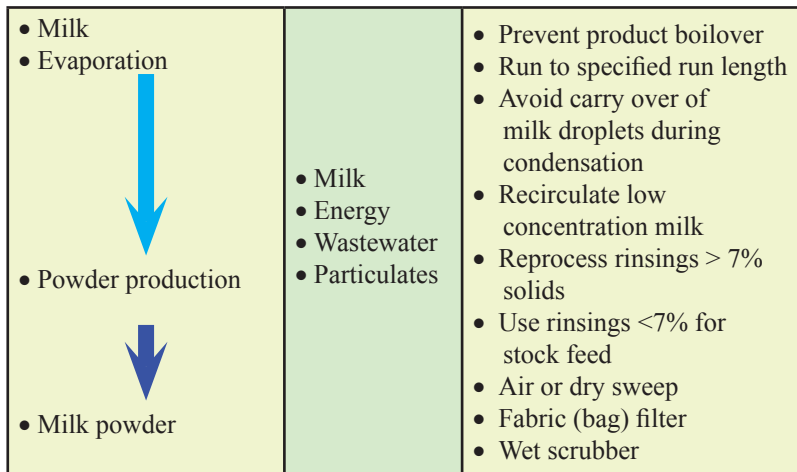 • Milk
• Evaporation
• Powder production
• Milk powder
• Milk
• Energy
• Wastewater
• Particulates
• Prevent product boilover
• Run to specified run length
• Avoid carry over of
milk droplets during
condensation
• Recirculate low
concentration milk
• Reprocess rinsings > 7%
solids
• Use rinsings <7% for
stock feed
• Air or dry sweep
• Fabric (bag) filter
• Wet scrubber